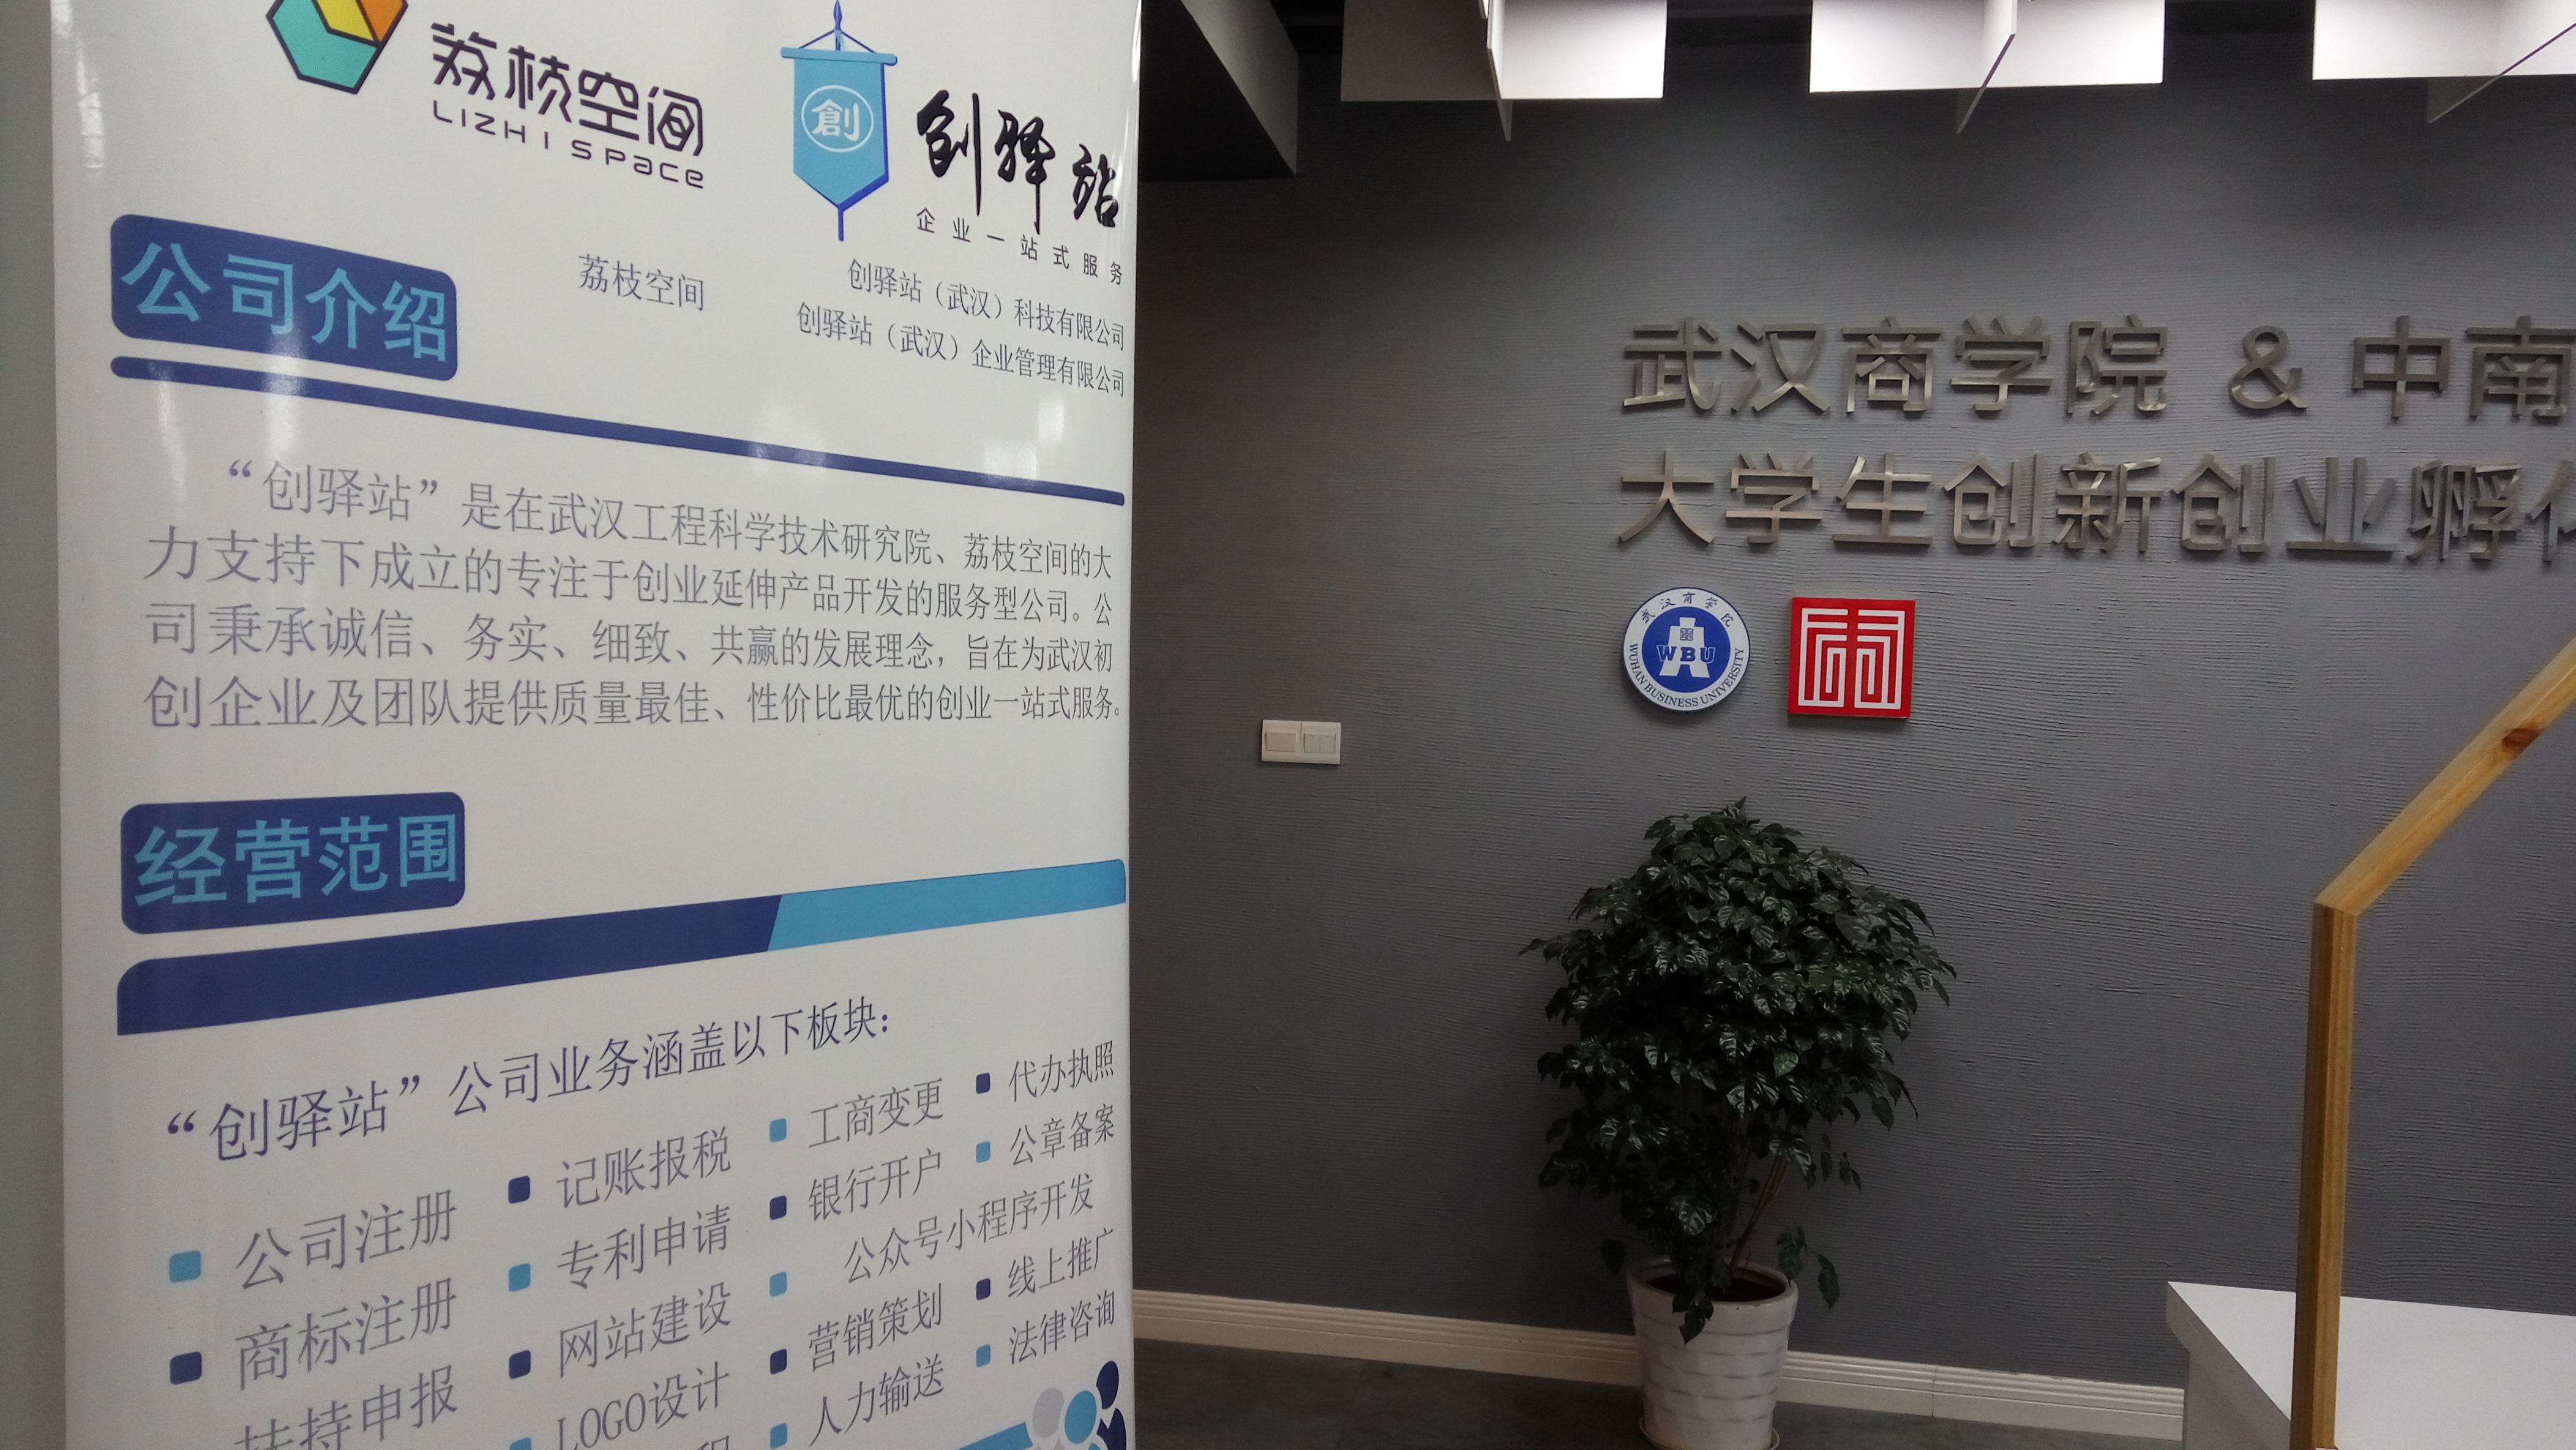 荔枝空间
LIZHI SPACE
創
创驿站
企业一站式服务
公司介绍
荔枝空间
创驿站（武汉）科技有限公司
创驿站（武汉）企业管理有限公司
“创驿站”是在武汉工程科学技术研究院、荔枝空间的大
力支持下成立的专注于创业延伸产品开发的服务型公司。公
司秉承诚信、务实、细致、共赢的发展理念，旨在为武汉初
创企业及团队提供质量最佳、性价比最优的创业一站式服务。
经营范围
“创驿站”公司业务涵盖以下板块：
公司注册 记账报税 工商变更 代办执照
商标注册 专利申请 银行开户 公章备案
扶持申报 网站建设 公众号小程序开发
LOGO设计 营销策划 线上推广
人力输送 法律咨询
武汉商学院 & 中南
大学生创新创业孵化
武汉商学院
WBU
WUHAN BUSINESS UNIVERSITY